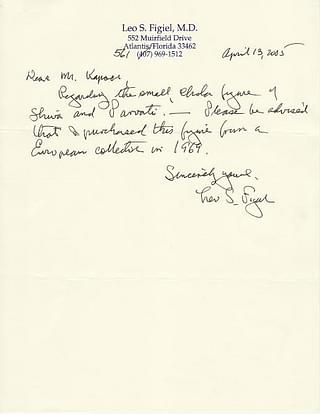 Leo S. Figiel, M.D.
552 Muirfield Drive
Atlantis/Florida 33462
561 (407) 969-1512
April 13, 2005
Dear Mr. Kapoor,
Regarding the small chola figure of
Shiva and Parvati. — Please be advised
that I purchased this figure from a
European collector in 1969.
Sincerely yours,
Leo S. Figiel